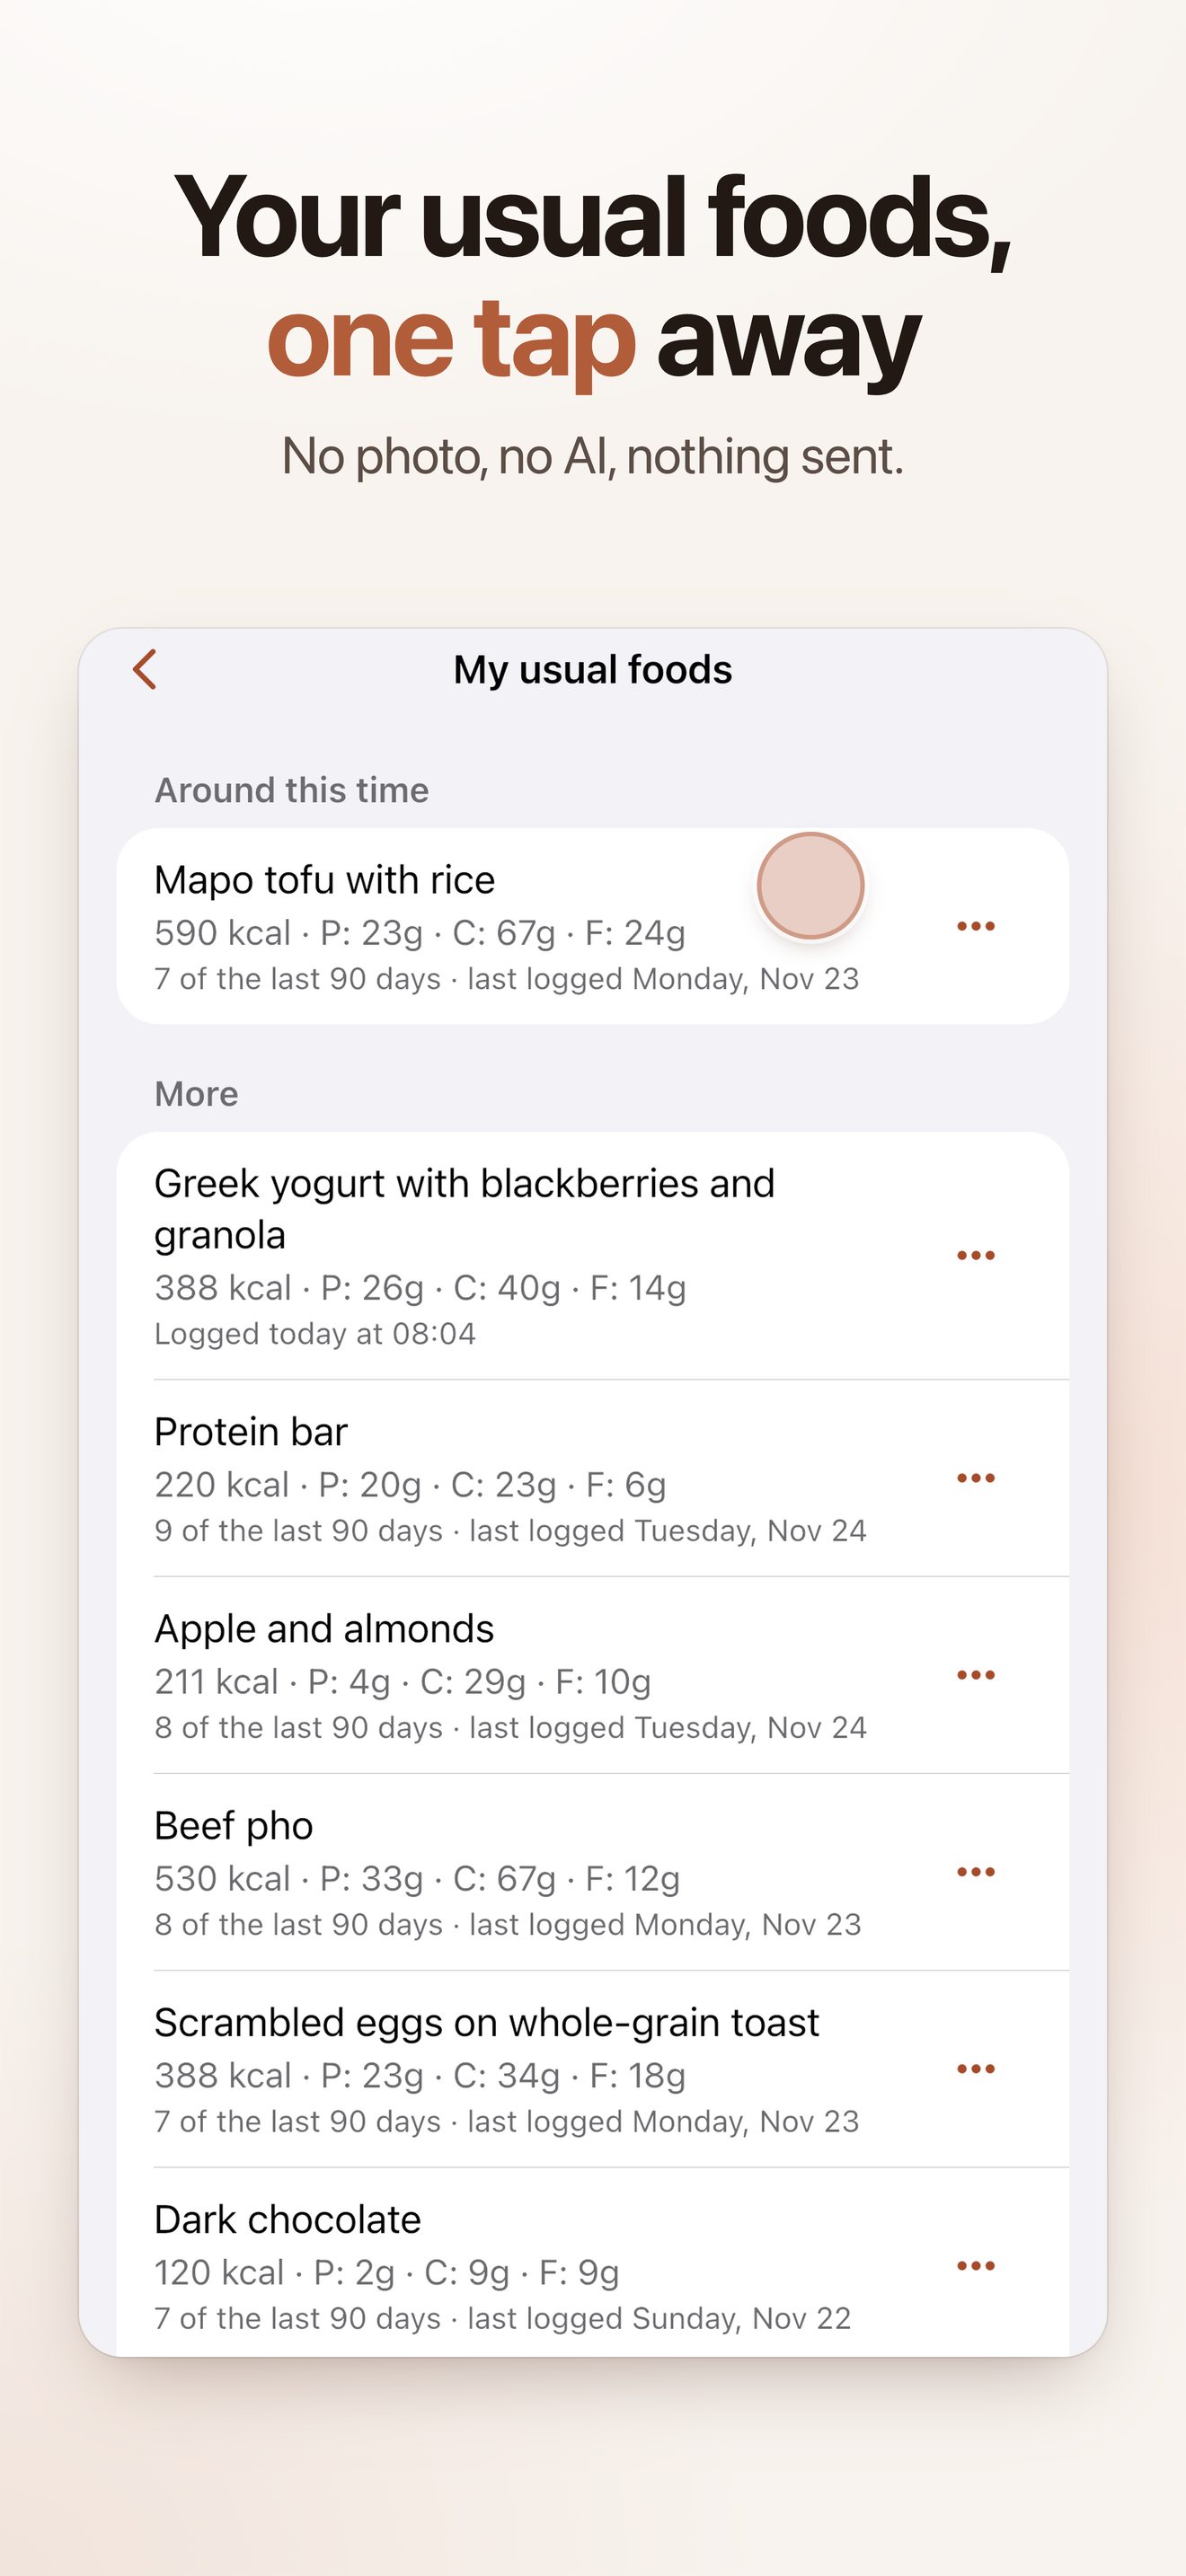 Your usual foods,
one tap away
No photo, no AI, nothing sent.
My usual foods
Around this time
Mapo tofu with rice
590 kcal · P: 23g · C: 67g · F: 24g
7 of the last 90 days · last logged Monday, Nov 23
More
Greek yogurt with blackberries and
granola
388 kcal · P: 26g · C: 40g · F: 14g
Logged today at 08:04
Protein bar
220 kcal · P: 20g · C: 23g · F: 6g
9 of the last 90 days · last logged Tuesday, Nov 24
Apple and almonds
211 kcal · P: 4g · C: 29g · F: 10g
8 of the last 90 days · last logged Tuesday, Nov 24
Beef pho
530 kcal · P: 33g · C: 67g · F: 12g
8 of the last 90 days · last logged Monday, Nov 23
Scrambled eggs on whole-grain toast
388 kcal · P: 23g · C: 34g · F: 18g
7 of the last 90 days · last logged Monday, Nov 23
Dark chocolate
120 kcal · P: 2g · C: 9g · F: 9g
7 of the last 90 days · last logged Sunday, Nov 22